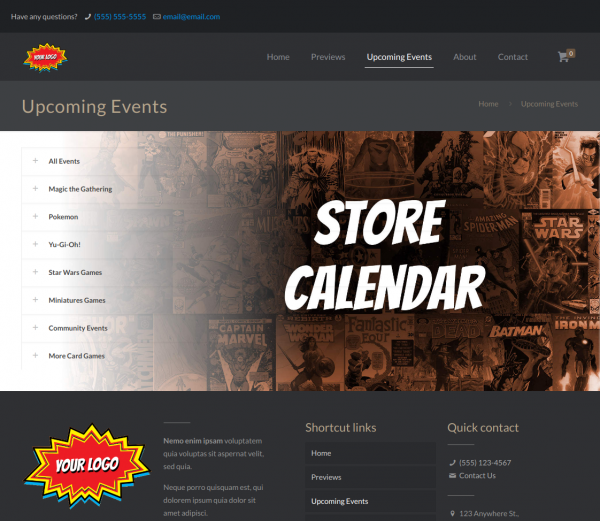 Have any questions? (555) 555-5555 email@email.com
YOUR LOGO
Home Previews Upcoming Events About Contact 0
Upcoming Events
Home Upcoming Events
All Events
Magic the Gathering
Pokemon
Yu-Gi-Oh!
Star Wars Games
Miniatures Games
Community Events
More Card Games
STORE
CALENDAR
AMAZING
SPIDER-MAN
STAR
WARS
CAPTAIN
MARVEL
REBIRTH
WONDER
WOMAN
Fantastic
Four
DEAD
BATMAN
INVINCIBLE
IRON M
YOUR LOGO
Nemo enim ipsam voluptatem
quia voluptas sit aspernat velit,
sed quia.
Neque porro quisquam est, qui
dolorem ipsum quia dolor sit
amet adipisci.
Shortcut links
Home
Previews
Upcoming Events
Quick contact
(555) 123-4567
Contact Us
123 Anywhere St.,